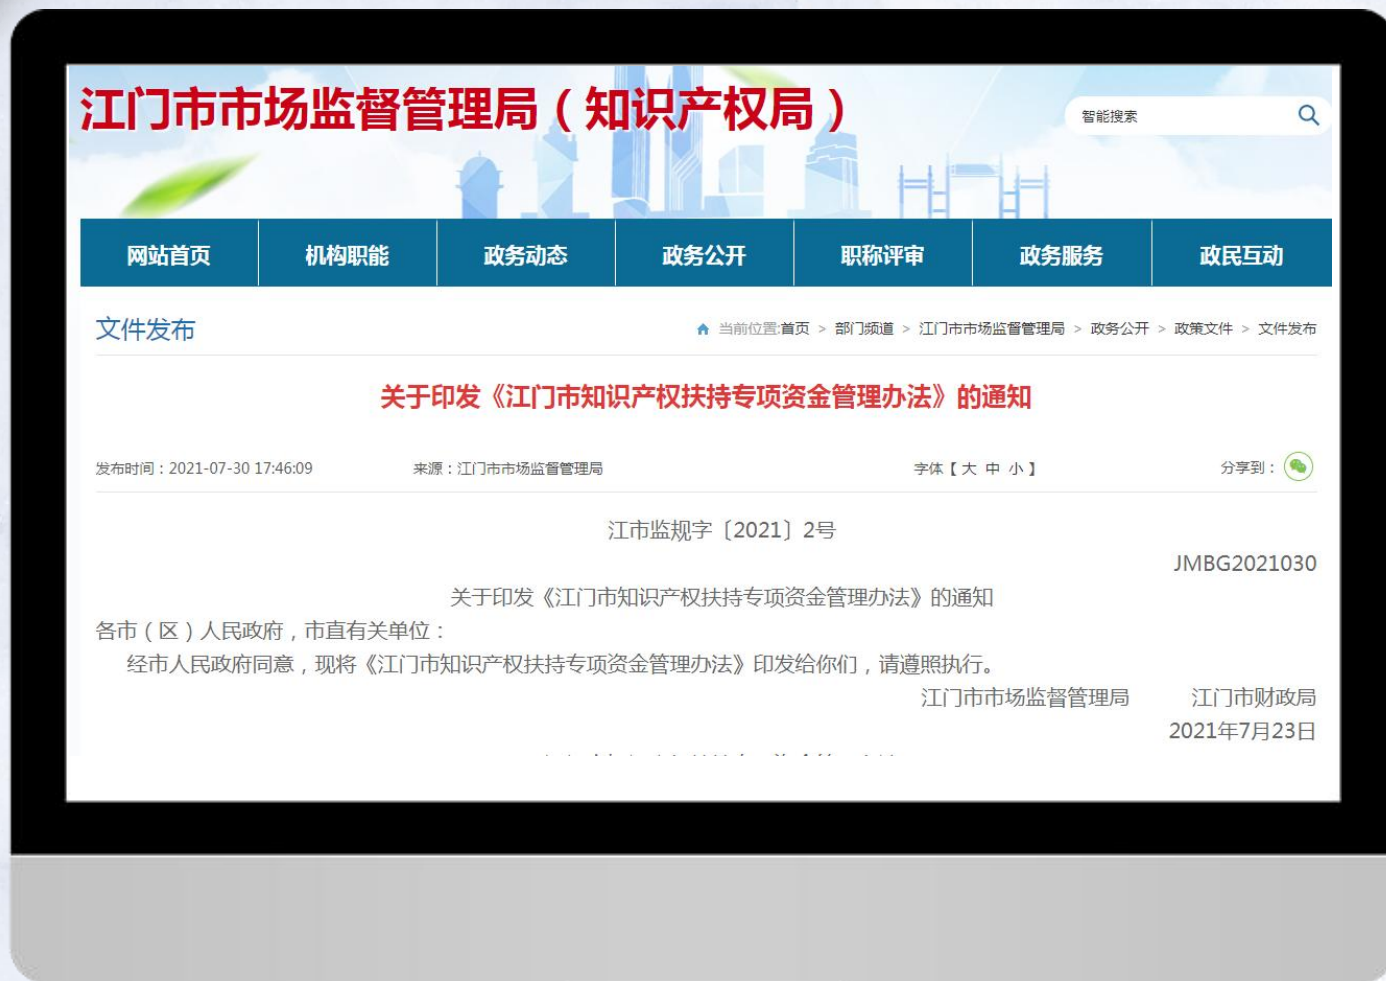 江门市市场监督管理局（知识产权局）
智能搜索
网站首页 机构职能 政务动态 政务公开 职称评审 政务服务 政民互动
文件发布 当前位置:首页 > 部门频道 > 江门市市场监督管理局 > 政务公开 > 政策文件 > 文件发布
关于印发《江门市知识产权扶持专项资金管理办法》的通知
发布时间：2021-07-30 17:46:09 来源：江门市市场监督管理局 字体【大 中 小】 分享到：
江市监规字〔2021〕2号
JMBG2021030
关于印发《江门市知识产权扶持专项资金管理办法》的通知
各市（区）人民政府，市直有关单位：
经市人民政府同意，现将《江门市知识产权扶持专项资金管理办法》印发给你们，请遵照执行。
江门市市场监督管理局 江门市财政局
2021年7月23日